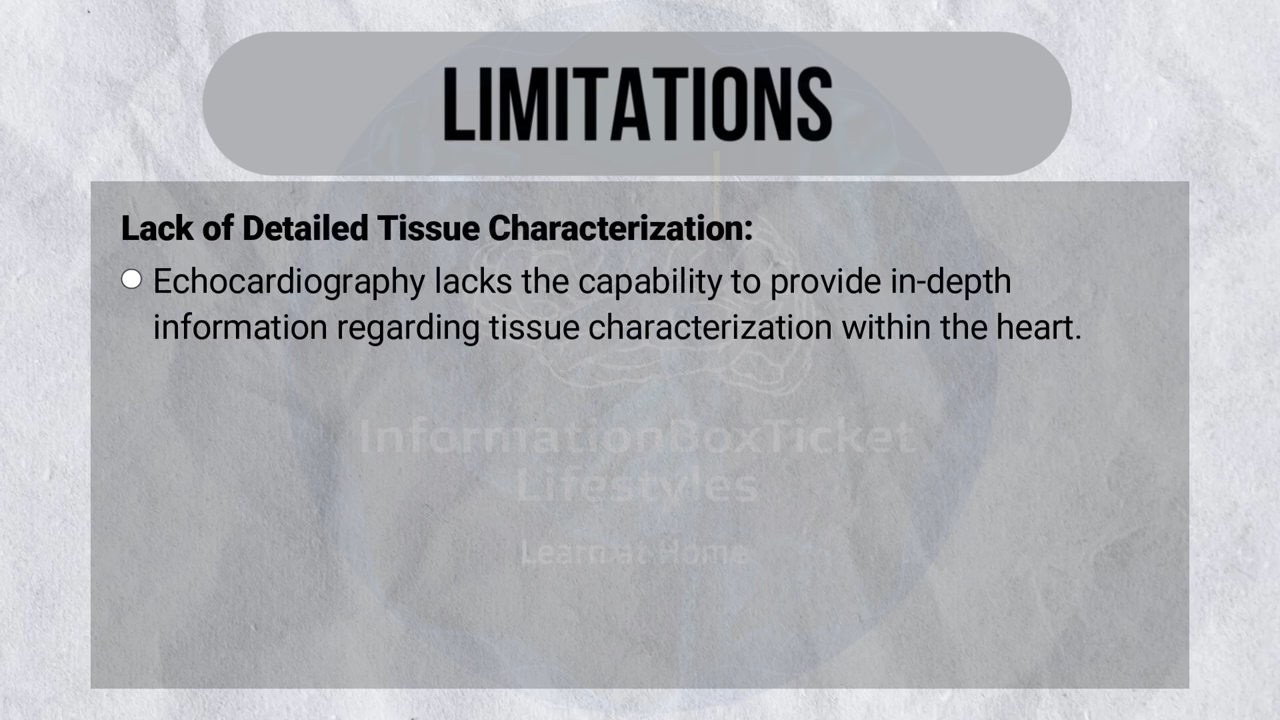 LIMITATIONS
Lack of Detailed Tissue Characterization:
Echocardiography lacks the capability to provide in-depth
information regarding tissue characterization within the heart.
InformationBoxTicket
Lifestyles
Learn at Home